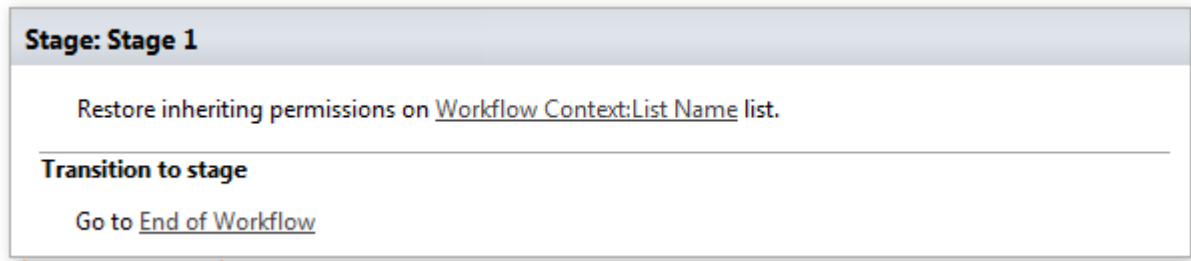 Stage: Stage 1
Restore inheriting permissions on Workflow Context:List Name list.
Transition to stage
Go to End of Workflow